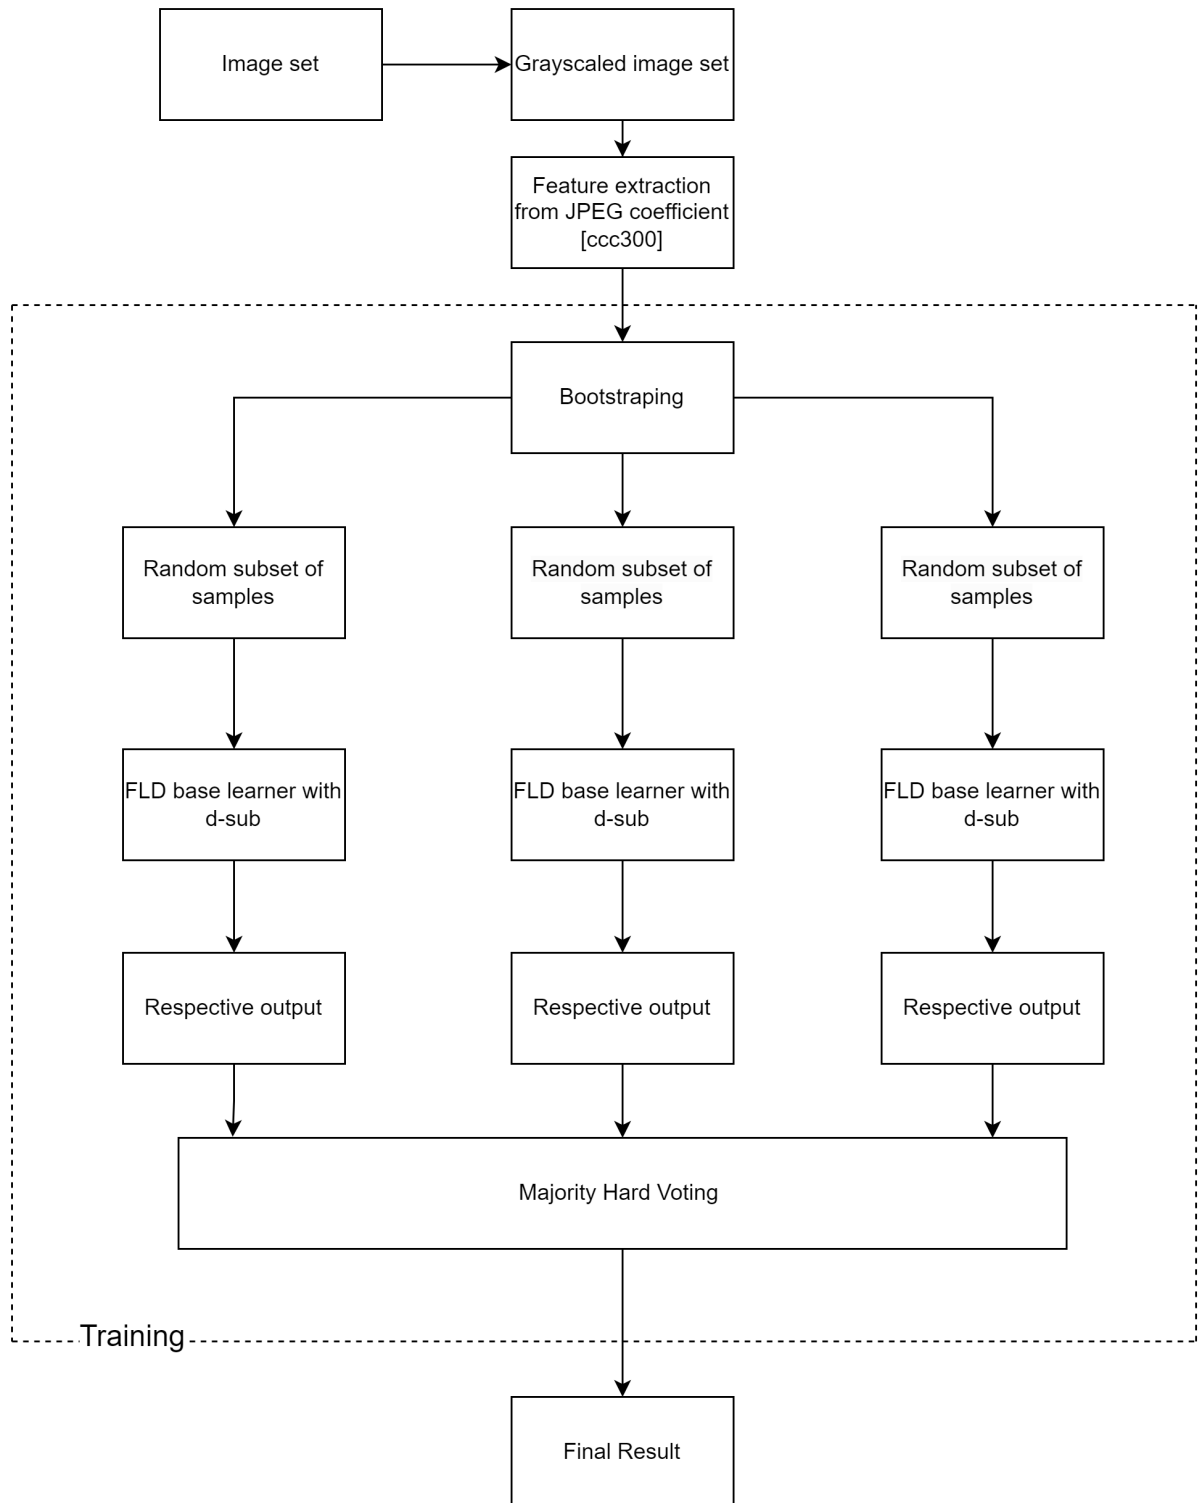 Image set
Grayscaled image set
Feature extraction
from JPEG coefficient
[ccc300]
Bootstraping
Random subset of
samples
Random subset of
samples
Random subset of
samples
FLD base learner with
d-sub
FLD base learner with
d-sub
FLD base learner with
d-sub
Respective output
Respective output
Respective output
Majority Hard Voting
Training
Final Result